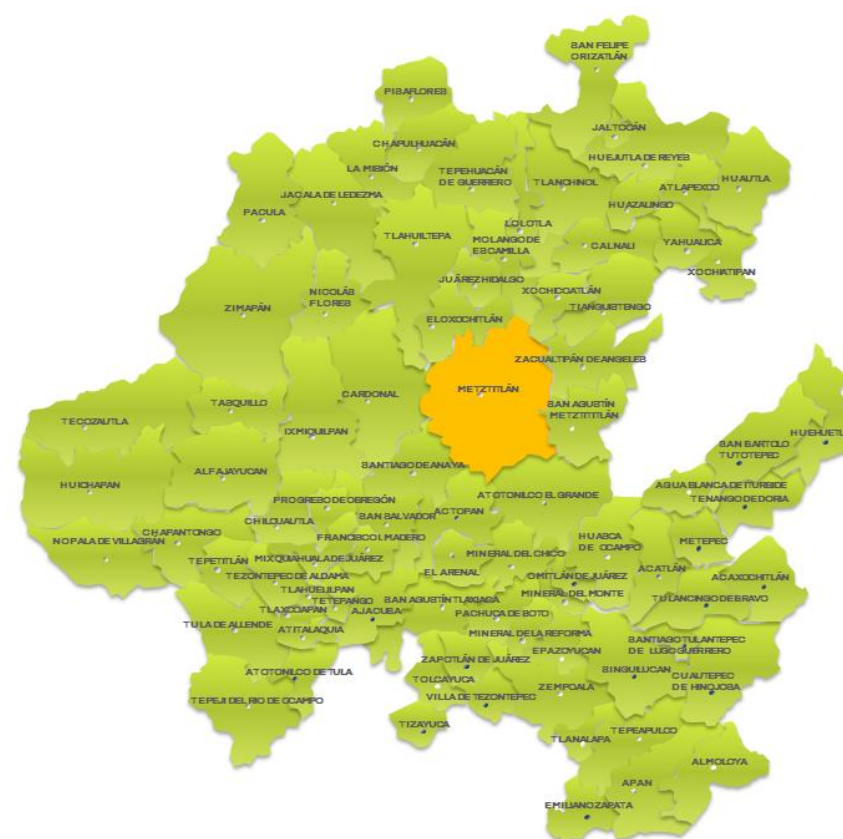 SAN FELIPE
ORIZATLÁN
PISAFLORES
JALTOCÁN
CHAPULHUACÁN
HUEJUTLA DE REYES
LA MISIÓN
TEPEHUACÁN
DE GUERRERO
TLANCHINOL
HUAUTLA
ATLAPEXCO
JACALA DE LEDEZMA
HUAZALINGO
PACULA
LOLOTLA
TLAHUILTEPA
MOLANGO DE
ESCAMILLA
CALNALI
YAHUALICA
XOCHIATIPAN
JUÁREZ HIDALGO
NICOLÁS
FLORES
XOCHICOATLÁN
TIANGUISTENGO
ZIMAPÁN
ELOXOCHITLÁN
ZACUALTIPÁN DE ANGELES
METZTITLÁN
CARDONAL
SAN AGUSTÍN
METZTITITLÁN
TASQUILLO
TECOZAUTLA
IXMIQUILPAN
HUEHUETL
SAN BARTOLO
TUTOTEPEC
SANTIAGO DE ANAYA
ALFAJAYUCAN
HUICHAPAN
AGUA BLANCA DE ITURBIDE
TENANGO DE DORIA
PROGRESO DE OBREGÓN
ATOTONILCO EL GRANDE
ACTOPAN
SAN SALVADOR
CHILCUAUTLA
CHAPANTONGO
NOPALA DE VILLAGRAN
FRANCISCO I. MADERO
HUASCA
DE OCAMPO
METEPEC
MIXQUIAHUALA DE JUÁREZ
MINERAL DEL CHICO
TEPETITLÁN
EL ARENAL
ACATLÁN
TEZONTEPEC DE ALDAMA
OMITLÁN DE JUÁREZ
ACAXOCHITLÁN
TLAHUELILPAN
TETEPANGO
SAN AGUSTÍN TLAXIACA
MINERAL DEL MONTE
TULANCINGO DE BRAVO
TLAXCOAPAN
AJACUBA
PACHUCA DE SOTO
TULA DE ALLENDE
ATITALAQUIA
MINERAL DE LA REFORMA
SANTIAGO TULANTEPEC
DE LUGO GUERRERO
EPAZOYUCAN
ZAPOTLÁN DE JUÁREZ
SINGUILUCAN
ATOTONILCO DE TULA
TOLCAYUCA
CUAUTEPEC
DE HINOJOSA
TEPEJI DEL RIO DE OCAMPO
VILLA DE TEZONTEPEC
ZEMPOALA
TIZAYUCA
TEPEAPULCO
TLANALAPA
ALMOLOYA
APAN
EMILIANO ZAPATA